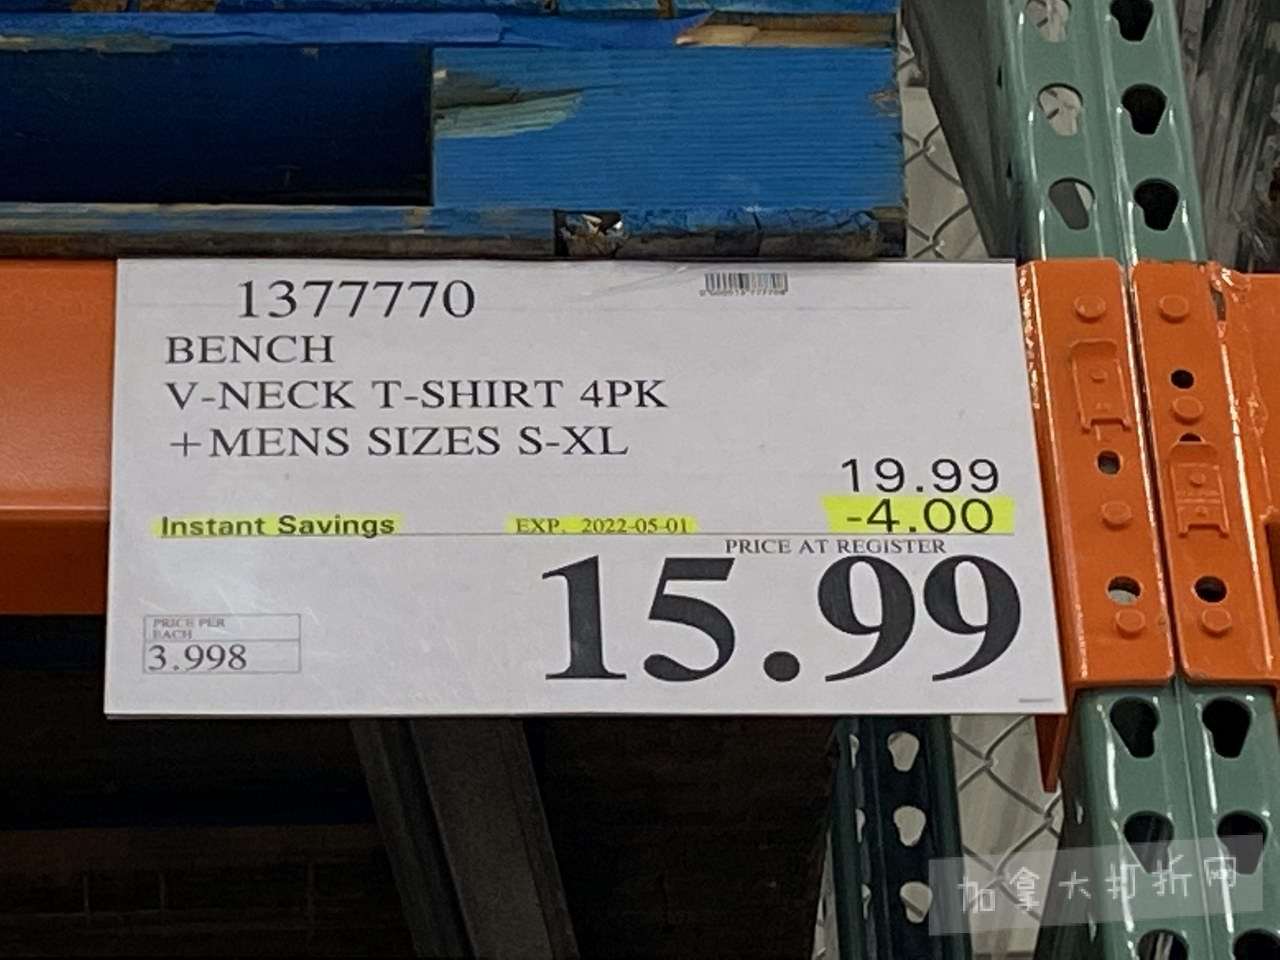 1377770
BENCH
V-NECK T-SHIRT 4PK
+MENS SIZES S-XL
19.99
Instant Savings EXP. 2022-05-01 -4.00
PRICE AT REGISTER
15.99
PRICE PER
EACH
3.998
加拿大打折网